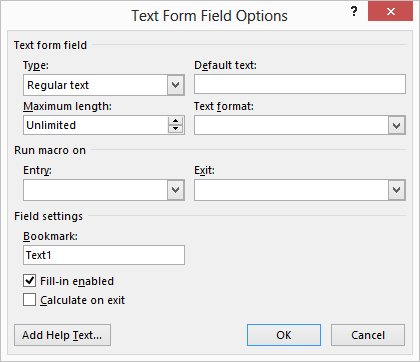 Text Form Field Options ? ×
Text form field
Type: Default text:
Regular text
Maximum length: Text format:
Unlimited
Run macro on
Entry: Exit:
Field settings
Bookmark:
Text1
Fill-in enabled
Calculate on exit
Add Help Text... OK Cancel